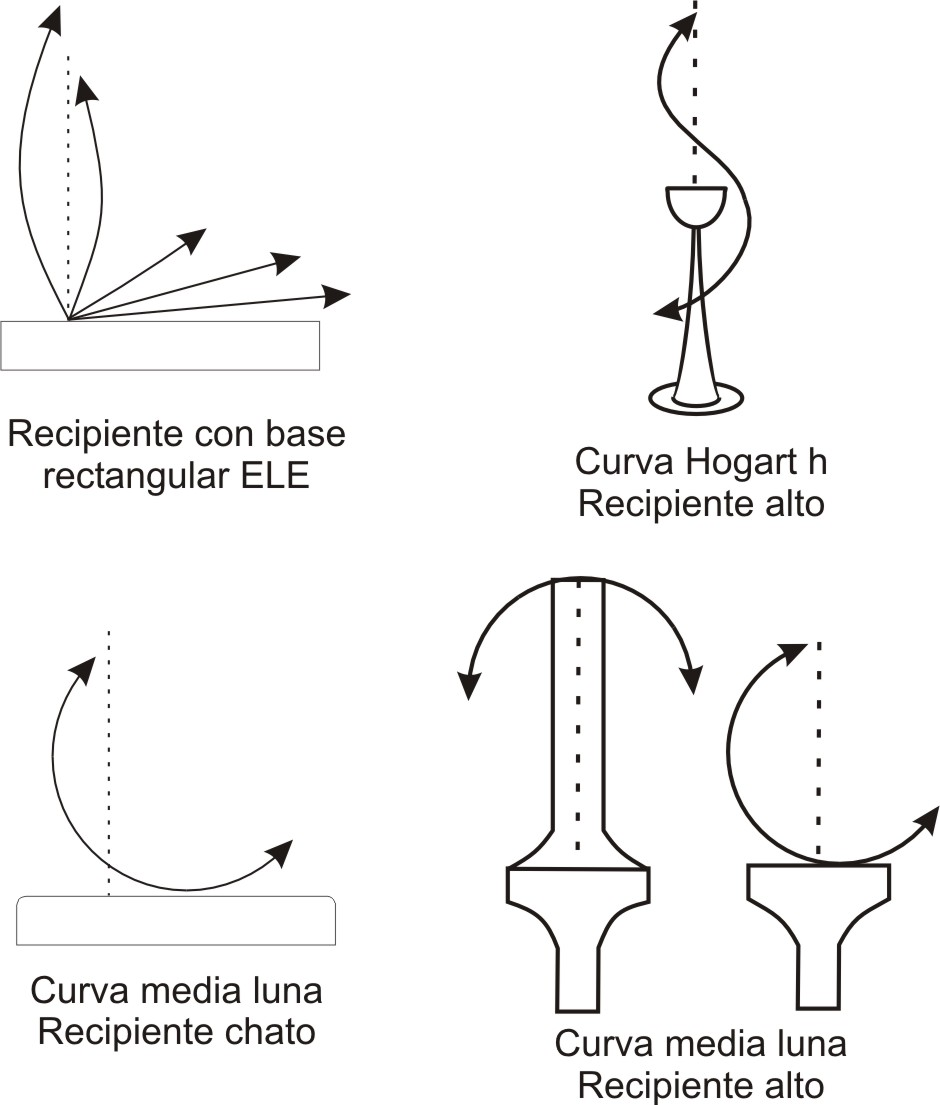 Recipiente con base
rectangular ELE
Curva Hogart h
Recipiente alto
Curva media luna
Recipiente chato
Curva media luna
Recipiente alto